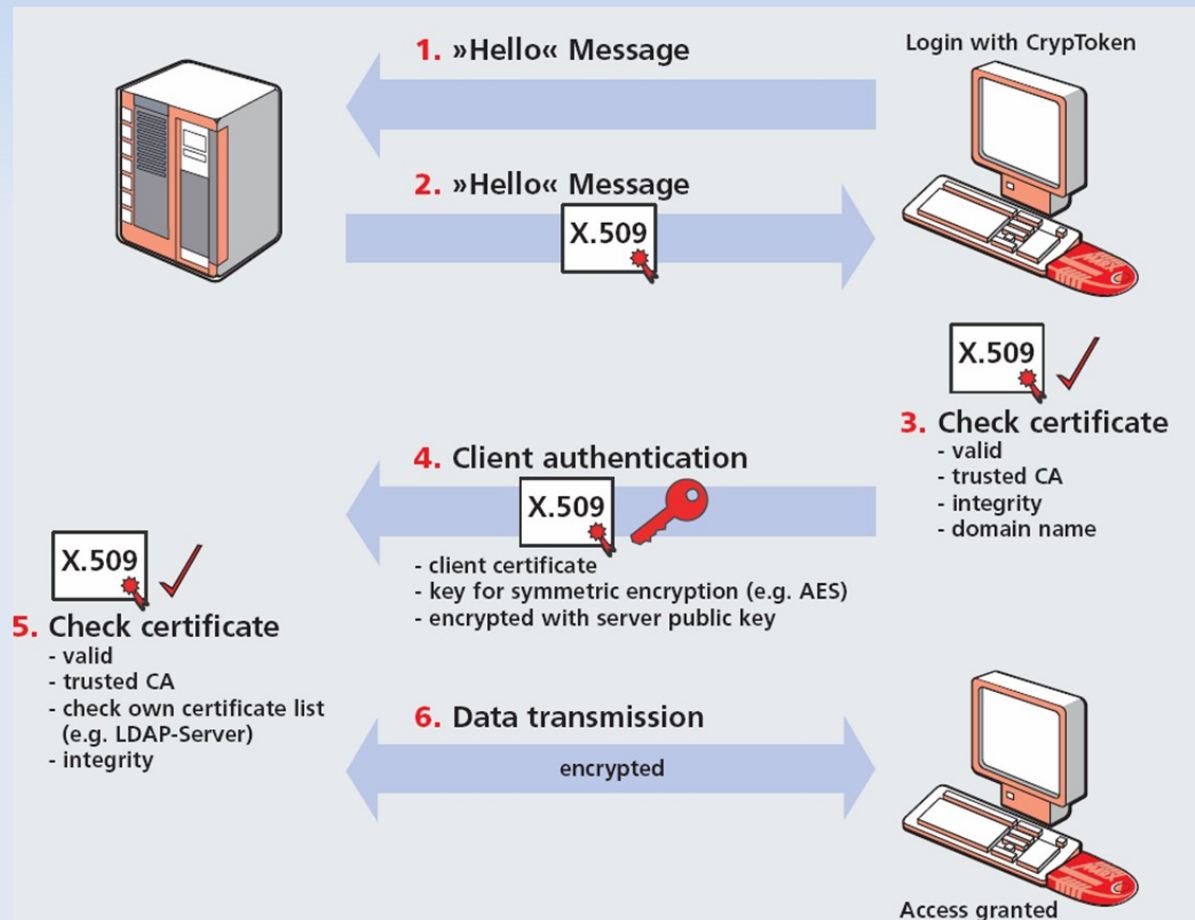 1. »Hello« Message
Login with CrypToken
2. »Hello« Message
X.509
X.509
3. Check certificate
- valid
- trusted CA
- integrity
- domain name
4. Client authentication
X.509
- client certificate
- key for symmetric encryption (e.g. AES)
- encrypted with server public key
X.509
5. Check certificate
- valid
- trusted CA
- check own certificate list
(e.g. LDAP-Server)
- integrity
6. Data transmission
encrypted
Access granted